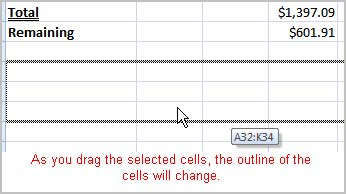 Total $1,397.09
Remaining $601.91
A32:K34
As you drag the selected cells, the outline of the
cells will change.